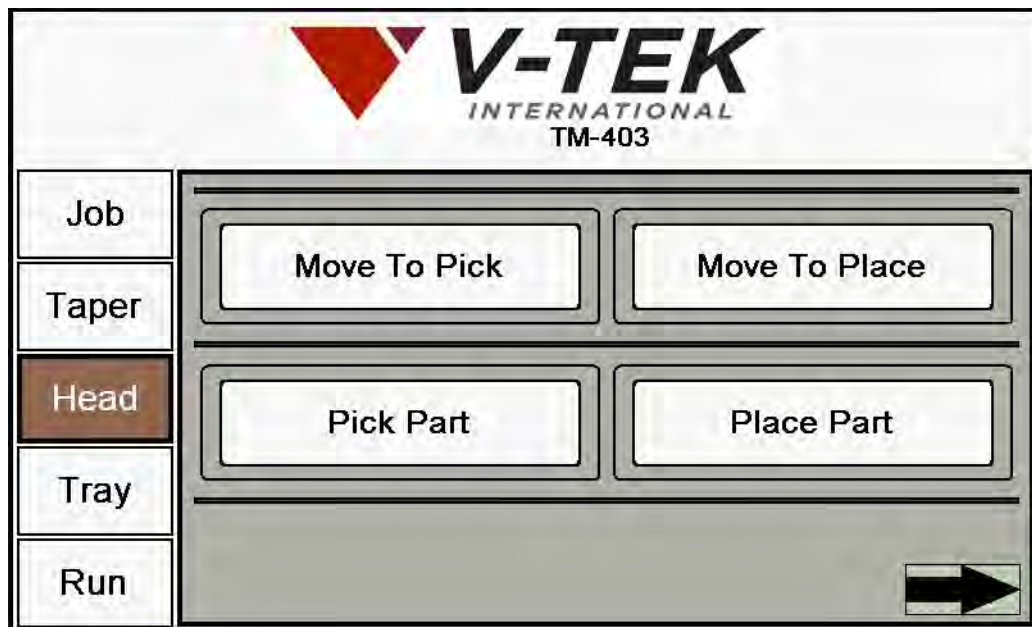 V-TEK
INTERNATIONAL
TM-403
Job
Taper
Head
Tray
Run
Move To Pick
Move To Place
Pick Part
Place Part